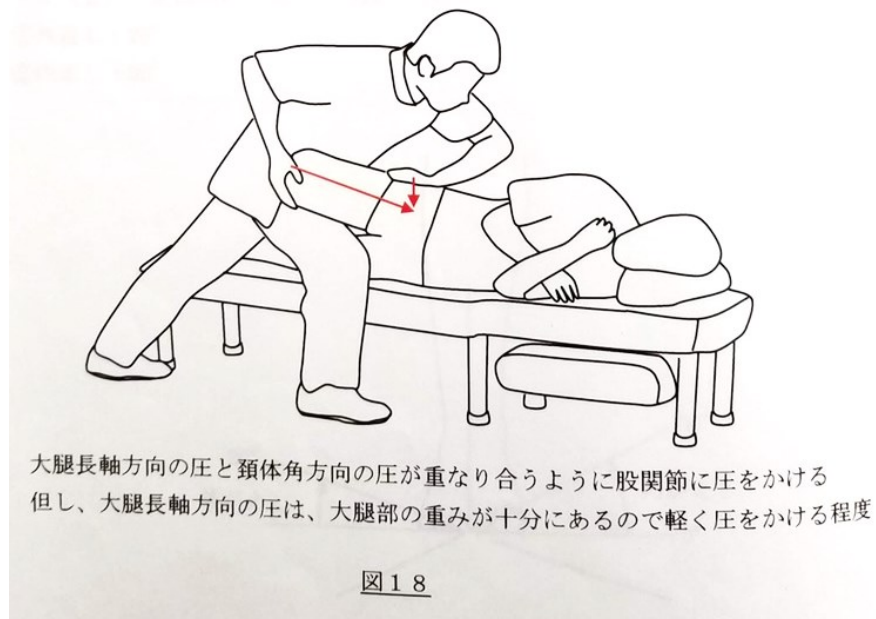 大腿長軸方向の圧と頚体角方向の圧が重なり合うように股関節に圧をかける
但し、大腿長軸方向の圧は、大腿部の重みが十分にあるので軽く圧をかける程度
図１８